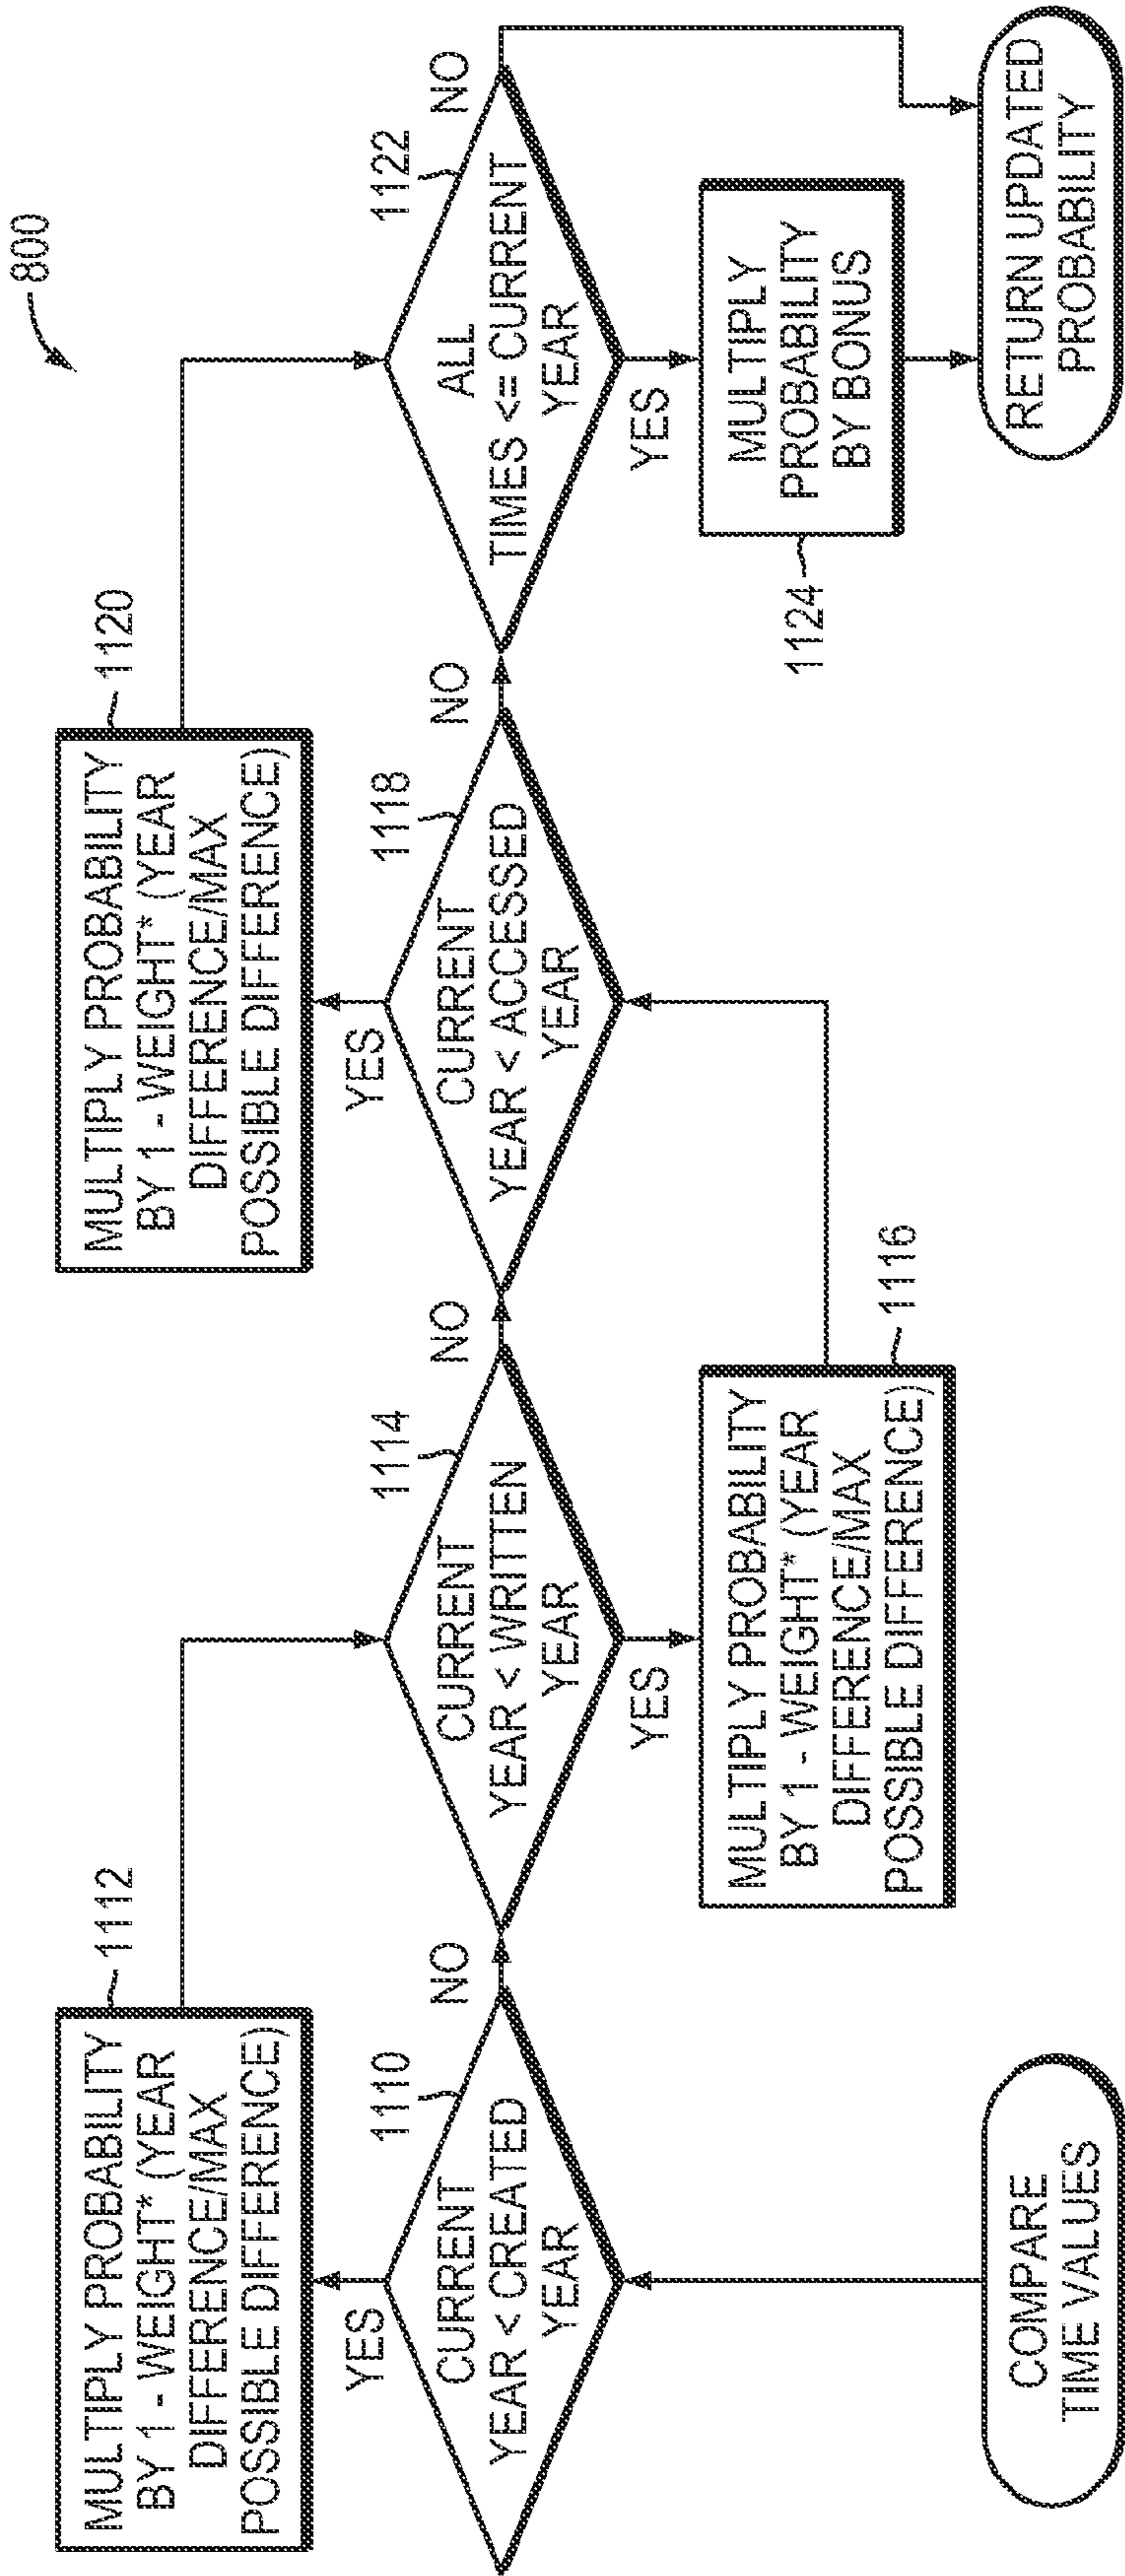 800
COMPARE
TIME VALUES
CURRENT
YEAR < CREATED
YEAR
1110
YES
NO
MULTIPLY PROBABILITY
BY 1 - WEIGHT* (YEAR
DIFFERENCE/MAX
POSSIBLE DIFFERENCE)
1112
CURRENT
YEAR < WRITTEN
YEAR
1114
YES
NO
MULTIPLY PROBABILITY
BY 1 - WEIGHT* (YEAR
DIFFERENCE/MAX
POSSIBLE DIFFERENCE)
1116
CURRENT
YEAR < ACCESSED
YEAR
1118
YES
NO
MULTIPLY PROBABILITY
BY 1 - WEIGHT* (YEAR
DIFFERENCE/MAX
POSSIBLE DIFFERENCE)
1120
ALL
TIMES <= CURRENT
YEAR
1122
YES
NO
MULTIPLY
PROBABILITY
BY BONUS
1124
RETURN UPDATED
PROBABILITY